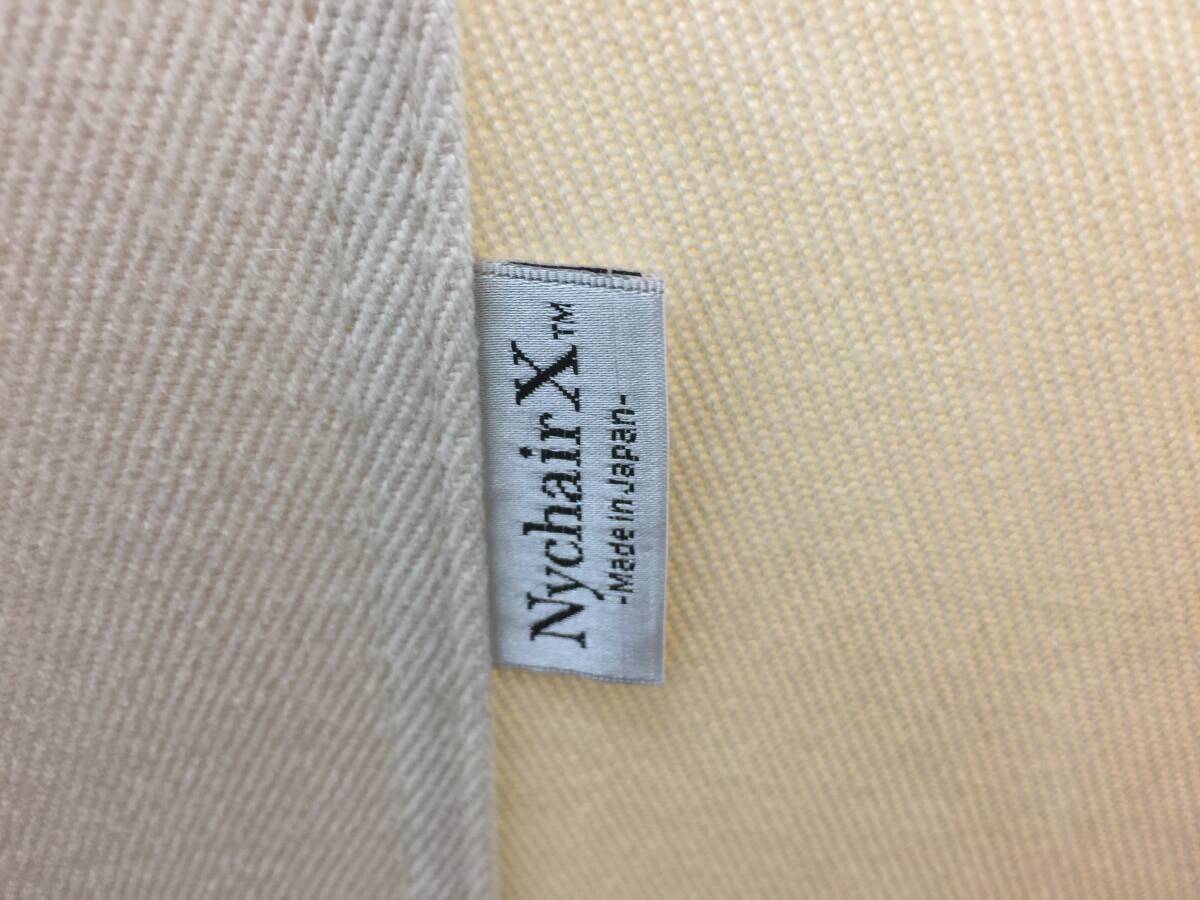 Nychair X™
-Made in Japan-